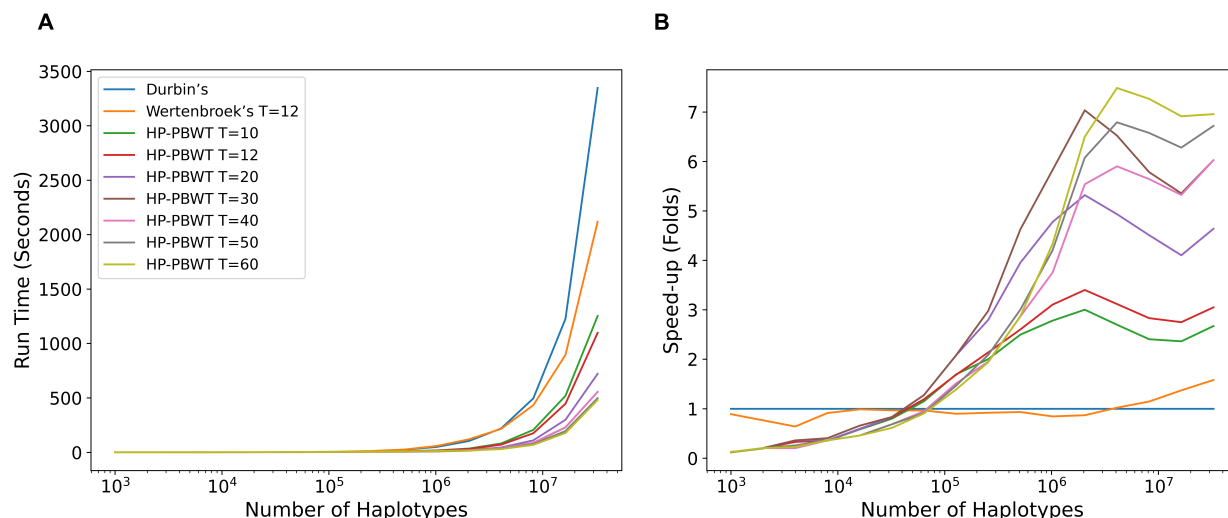 A
B
3500
3000
2500
2000
1500
1000
500
0
Run Time (Seconds)
Durbin’s
Wertenbroek’s T=12
HP-PBWT T=10
HP-PBWT T=12
HP-PBWT T=20
HP-PBWT T=30
HP-PBWT T=40
HP-PBWT T=50
HP-PBWT T=60
10³ 10⁴ 10⁵ 10⁶ 10⁷
Number of Haplotypes
7
6
5
4
3
2
1
0
Speed-up (Folds)
10³ 10⁴ 10⁵ 10⁶ 10⁷
Number of Haplotypes